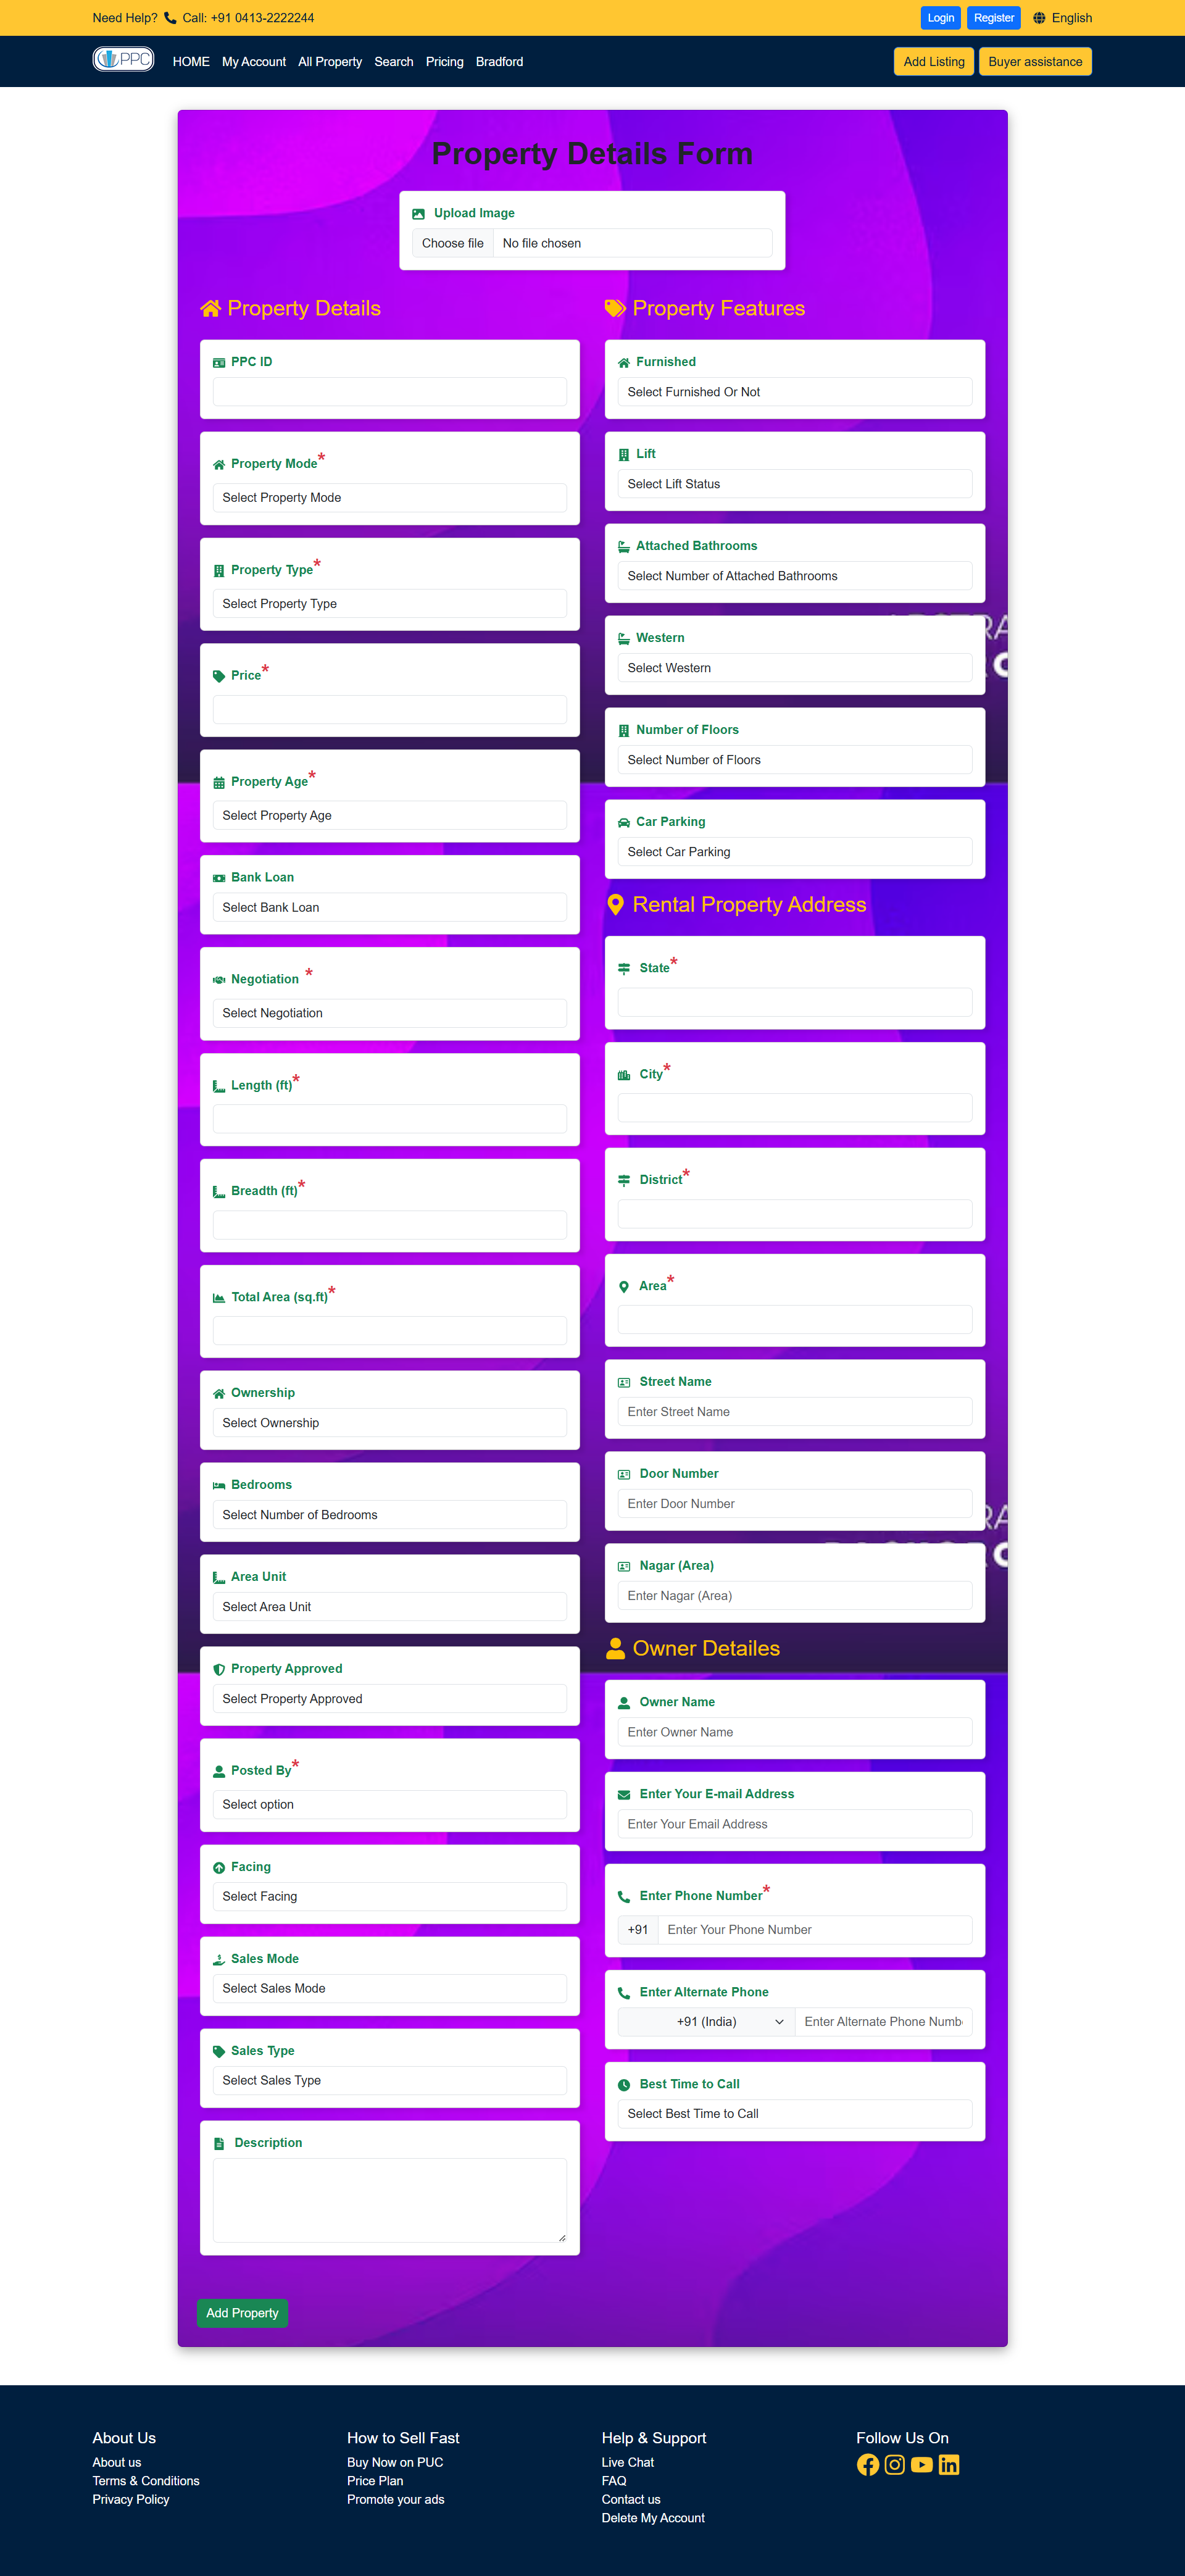 Need Help? Call: +91 0413-2222244
Login Register English
PPC HOME My Account All Property Search Pricing Bradford
Add Listing Buyer assistance
Property Details Form
Upload Image
Choose file No file chosen
Property Details
PPC ID
Property Mode*
Select Property Mode
Property Type*
Select Property Type
Price*
Property Age*
Select Property Age
Bank Loan
Select Bank Loan
Negotiation *
Select Negotiation
Length (ft)*
Breadth (ft)*
Total Area (sq.ft)*
Ownership
Select Ownership
Bedrooms
Select Number of Bedrooms
Area Unit
Select Area Unit
Property Approved
Select Property Approved
Posted By*
Select option
Facing
Select Facing
Sales Mode
Select Sales Mode
Sales Type
Select Sales Type
Description
Property Features
Furnished
Select Furnished Or Not
Lift
Select Lift Status
Attached Bathrooms
Select Number of Attached Bathrooms
Western
Select Western
Number of Floors
Select Number of Floors
Car Parking
Select Car Parking
Rental Property Address
State*
City*
District*
Area*
Street Name
Enter Street Name
Door Number
Enter Door Number
Nagar (Area)
Enter Nagar (Area)
Owner Detailes
Owner Name
Enter Owner Name
Enter Your E-mail Address
Enter Your Email Address
Enter Phone Number*
+91 Enter Your Phone Number
Enter Alternate Phone
+91 (India) Enter Alternate Phone Numb
Best Time to Call
Select Best Time to Call
Add Property
About Us
About us
Terms & Conditions
Privacy Policy
How to Sell Fast
Buy Now on PUC
Price Plan
Promote your ads
Help & Support
Live Chat
FAQ
Contact us
Delete My Account
Follow Us On